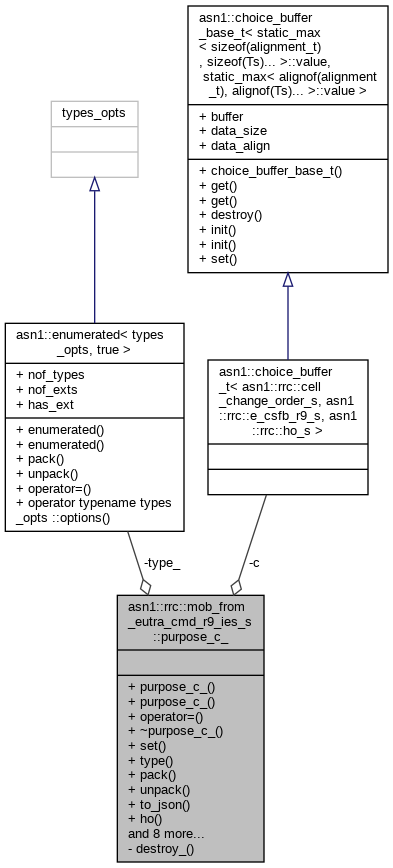 asn1::choice_buffer
_base_t< static_max
< sizeof(alignment_t)
, sizeof(Ts)... >::value,
static_max< alignof(alignment
_t), alignof(Ts)... >::value >
+ buffer
+ data_size
+ data_align
+ choice_buffer_base_t()
+ get()
+ get()
+ destroy()
+ init()
+ init()
+ set()
types_opts
asn1::enumerated< types
_opts, true >
+ nof_types
+ nof_exts
+ has_ext
+ enumerated()
+ enumerated()
+ pack()
+ unpack()
+ operator=()
+ operator typename types
_opts ::options()
asn1::choice_buffer
_t< asn1::rrc::cell
_change_order_s, asn1
::rrc::e_csfb_r9_s, asn1
::rrc::ho_s >
-type_
-c
asn1::rrc::mob_from
_eutra_cmd_r9_ies_s
::purpose_c_
+ purpose_c_()
+ purpose_c_()
+ operator=()
+ ~purpose_c_()
+ set()
+ type()
+ pack()
+ unpack()
+ to_json()
+ ho()
and 8 more...
- destroy_()